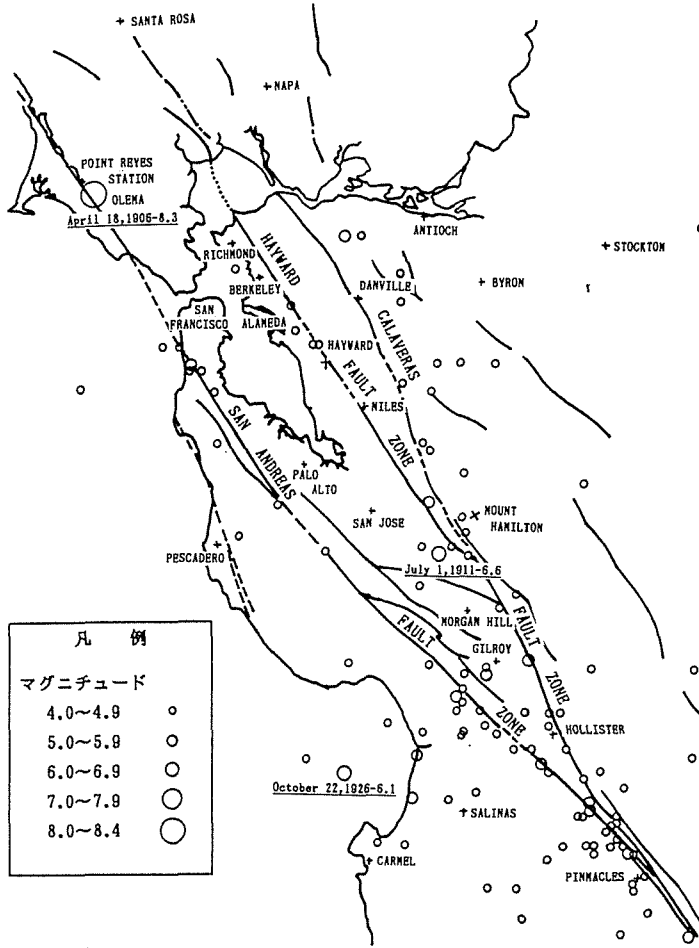 SANTA ROSA
NAPA
POINT REYES
STATION
OLEMA
April 18,1906-8.3
ANTIOCH
STOCKTON
RICHMOND
HAYWARD
BERKELEY
DANVILLE
BYRON
SAN
FRANCISCO
ALAMEDA
CALAVERAS
HAYWARD
FAULT
NILES
SAN
ZONE
ANDREAS
PALO
ALTO
SAN JOSE
MOUNT
HAMILTON
PESCADERO
July 1,1911-6.6
MORGAN HILL
FAULT
FAULT
GILROY
ZONE
ZONE
HOLLISTER
October 22,1926-6.1
SALINAS
CARMEL
PINMACLES
凡 例
マグニチュード
4.0～4.9
5.0～5.9
6.0～6.9
7.0～7.9
8.0～8.4